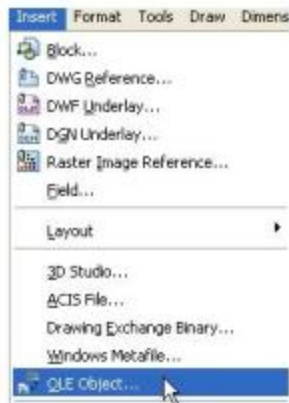 Insert Format Tools Draw Dimens
Block...
DWG Reference...
DWF Underlay...
DGN Underlay...
Raster Image Reference...
Field...
Layout
3D Studio...
ACIS File...
Drawing Exchange Binary...
Windows Metafile...
OLE Object...